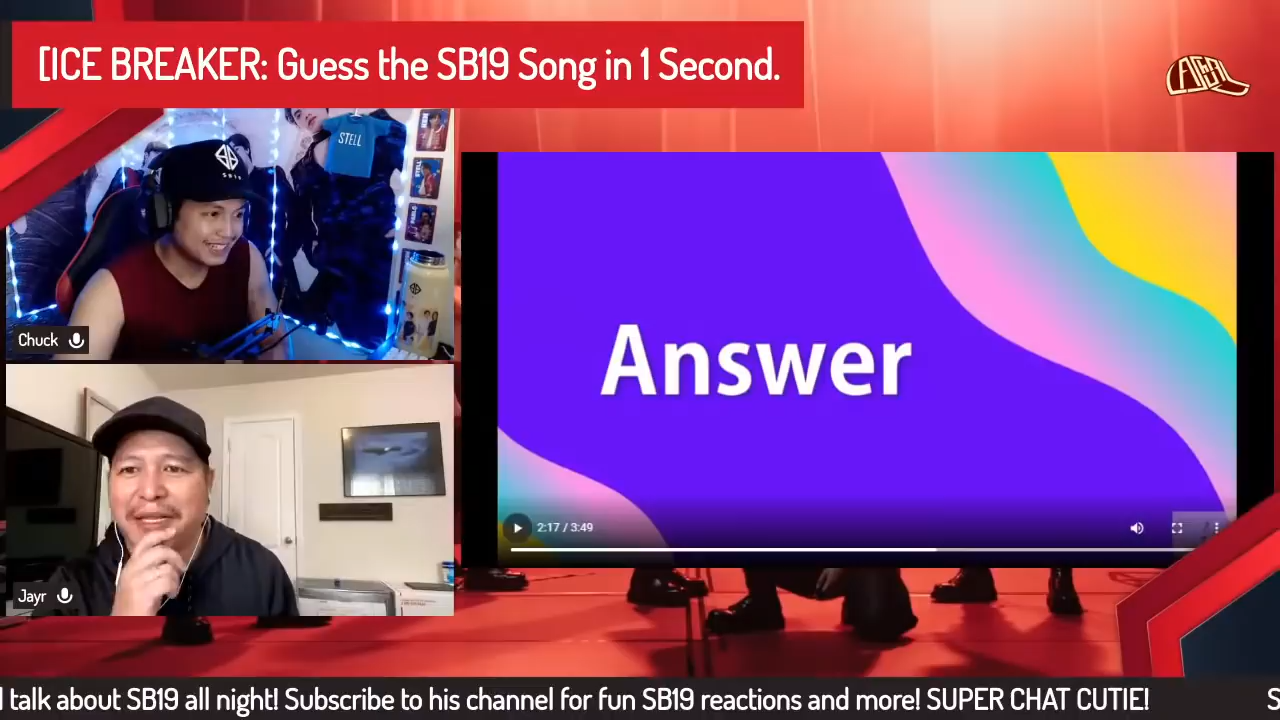 [ICE BREAKER: Guess the SB19 Song in 1 Second.
STELL
SB19
Chuck
Answer
2:17 / 3:49
Jayr
talk about SB19 all night! Subscribe to his channel for fun SB19 reactions and more! SUPER CHAT CUTIE!
S